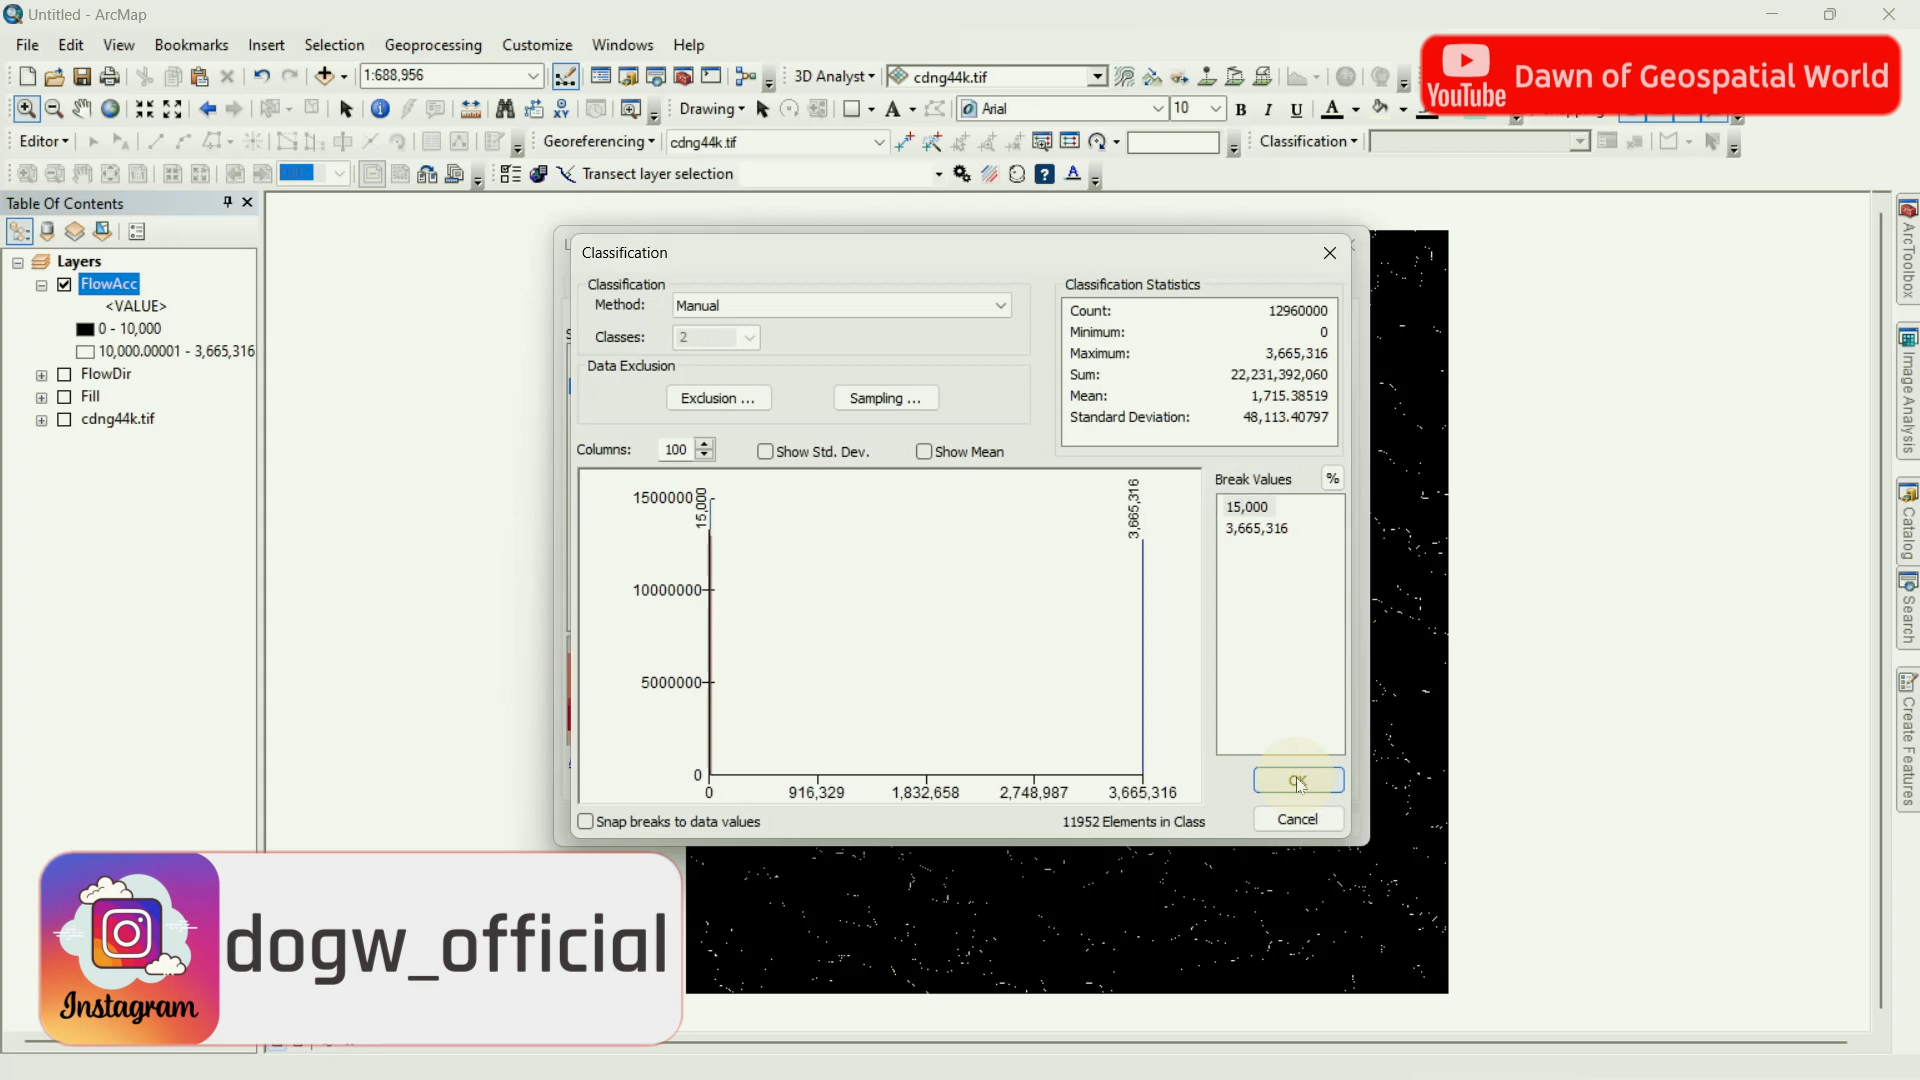 Untitled - ArcMap
File Edit View Bookmarks Insert Selection Geoprocessing Customize Windows Help
1:688,956 3D Analyst cdng44k.tif
YouTube Dawn of Geospatial World
Drawing A Arial 10 B I U A
Editor Georeferencing cdng44k.tif Classification
Transect layer selection
Table Of Contents
Layers
FlowAcc
<VALUE>
0 - 10,000
10,000.00001 - 3,665,316
FlowDir
Fill
cdng44k.tif
Classification
Classification
Method: Manual
Classes: 2
Data Exclusion
Exclusion ... Sampling ...
Classification Statistics
Count: 12960000
Minimum: 0
Maximum: 3,665,316
Sum: 22,231,392,060
Mean: 1,715.38519
Standard Deviation: 48,113.40797
Columns: 100 Show Std. Dev. Show Mean
Break Values %
15,000
3,665,316
15000000
10000000
5000000
0
15,000
3,665,316
0 916,329 1,832,658 2,748,987 3,665,316
OK
Snap breaks to data values 11952 Elements in Class Cancel
ArcToolbox
Image Analysis
Catalog
Search
Create Features
Instagram
dogw_official